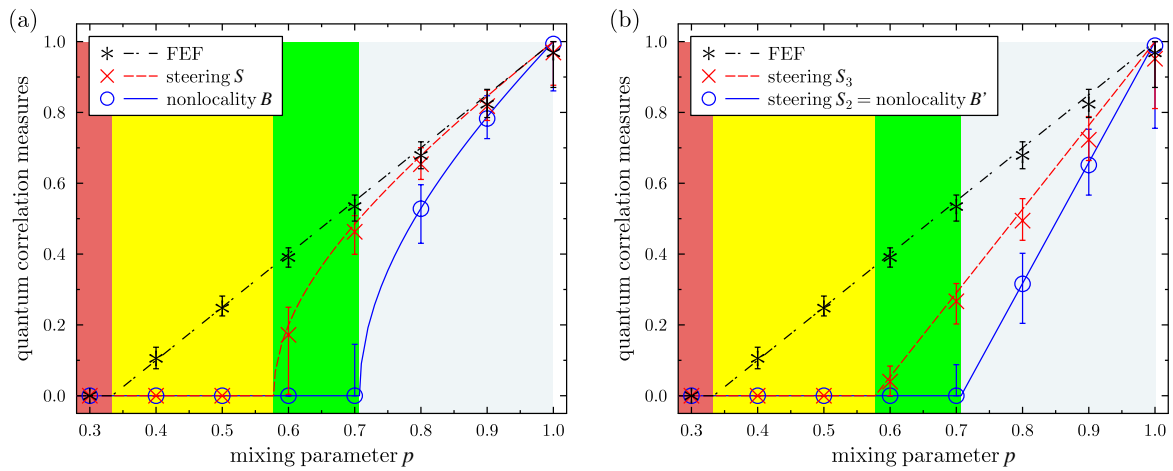 (a)
quantum correlation measures
1.0
0.8
0.6
0.4
0.2
0.0
FEF
steering S
nonlocality B
0.3 0.4 0.5 0.6 0.7 0.8 0.9 1.0
mixing parameter p
(b)
quantum correlation measures
1.0
0.8
0.6
0.4
0.2
0.0
FEF
steering S₃
steering S₂ = nonlocality B'
0.3 0.4 0.5 0.6 0.7 0.8 0.9 1.0
mixing parameter p